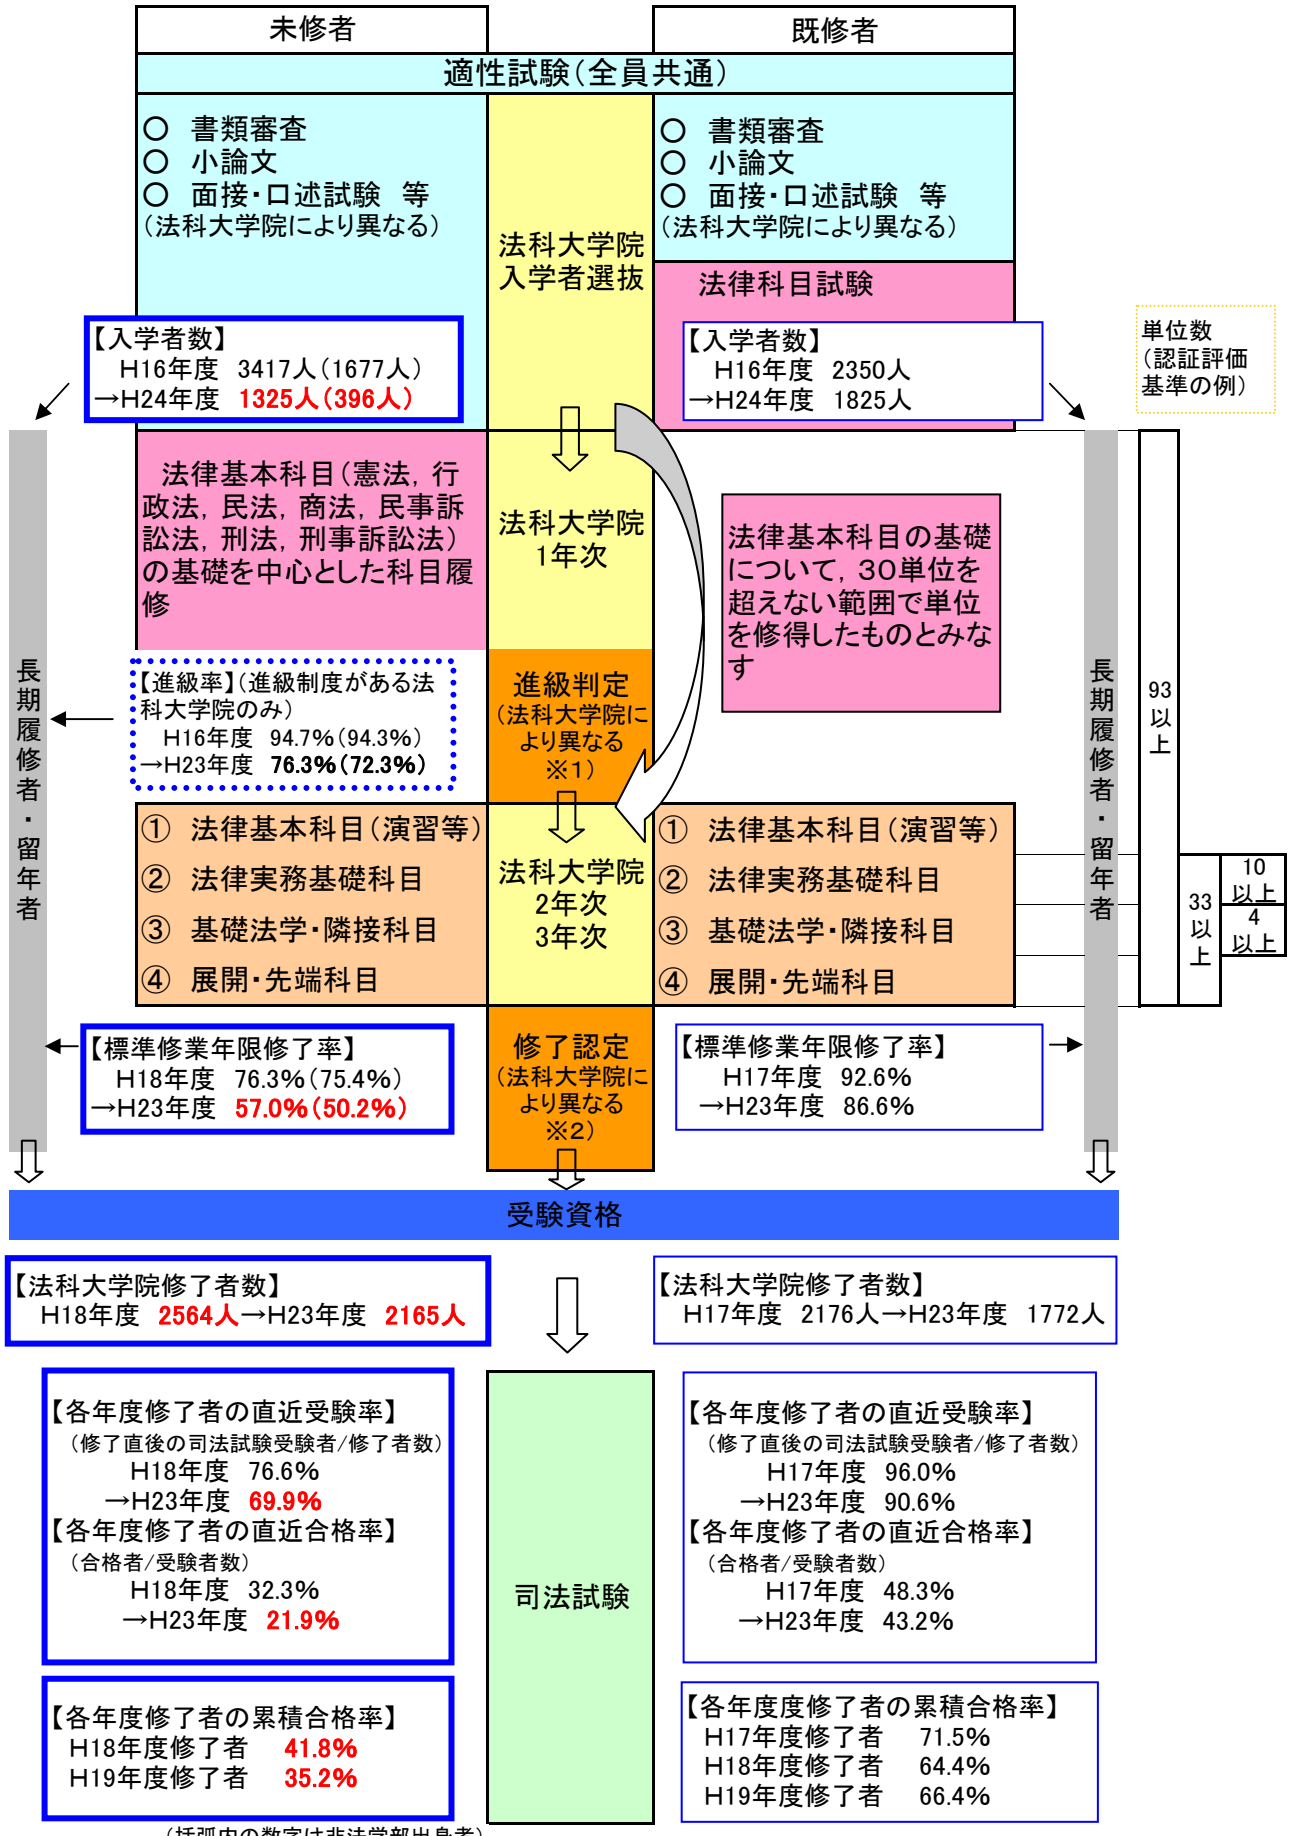 未修者
既修者
適性試験(全員共通)
○ 書類審査
○ 小論文
○ 面接・口述試験 等
(法科大学院により異なる)
法科大学院
入学者選抜
○ 書類審査
○ 小論文
○ 面接・口述試験 等
(法科大学院により異なる)
法律科目試験
【入学者数】
H16年度 3417人(1677人)
→H24年度 1325人(396人)
【入学者数】
H16年度 2350人
→H24年度 1825人
単位数
(認証評価
基準の例)
法律基本科目(憲法, 行
政法, 民法, 商法, 民事訴
訟法, 刑法, 刑事訴訟法)
の基礎を中心とした科目履
修
法科大学院
1年次
法律基本科目の基礎
について, 30単位を
超えない範囲で単位
を修得したものとみな
す
長期履修者・留年者
【進級率】(進級制度がある法
科大学院のみ)
H16年度 94.7%(94.3%)
→H23年度 76.3%(72.3%)
進級判定
(法科大学院に
より異なる
※1)
長期履修者・留年者
93
以
上
① 法律基本科目(演習等)
② 法律実務基礎科目
③ 基礎法学・隣接科目
④ 展開・先端科目
法科大学院
2年次
3年次
① 法律基本科目(演習等)
② 法律実務基礎科目
③ 基礎法学・隣接科目
④ 展開・先端科目
33
以
上
10
以上
4
以上
【標準修業年限修了率】
H18年度 76.3%(75.4%)
→H23年度 57.0%(50.2%)
修了認定
(法科大学院に
より異なる
※2)
【標準修業年限修了率】
H17年度 92.6%
→H23年度 86.6%
受験資格
【法科大学院修了者数】
H18年度 2564人→H23年度 2165人
【法科大学院修了者数】
H17年度 2176人→H23年度 1772人
【各年度修了者の直近受験率】
(修了直後の司法試験受験者/修了者数)
H18年度 76.6%
→H23年度 69.9%
【各年度修了者の直近合格率】
(合格者/受験者数)
H18年度 32.3%
→H23年度 21.9%
司法試験
【各年度修了者の直近受験率】
(修了直後の司法試験受験者/修了者数)
H17年度 96.0%
→H23年度 90.6%
【各年度修了者の直近合格率】
(合格者/受験者数)
H17年度 48.3%
→H23年度 43.2%
【各年度修了者の累積合格率】
H18年度修了者 41.8%
H19年度修了者 35.2%
【各年度度修了者の累積合格率】
H17年度修了者 71.5%
H18年度修了者 64.4%
H19年度修了者 66.4%
(括弧内の数字は非法学部出身者)